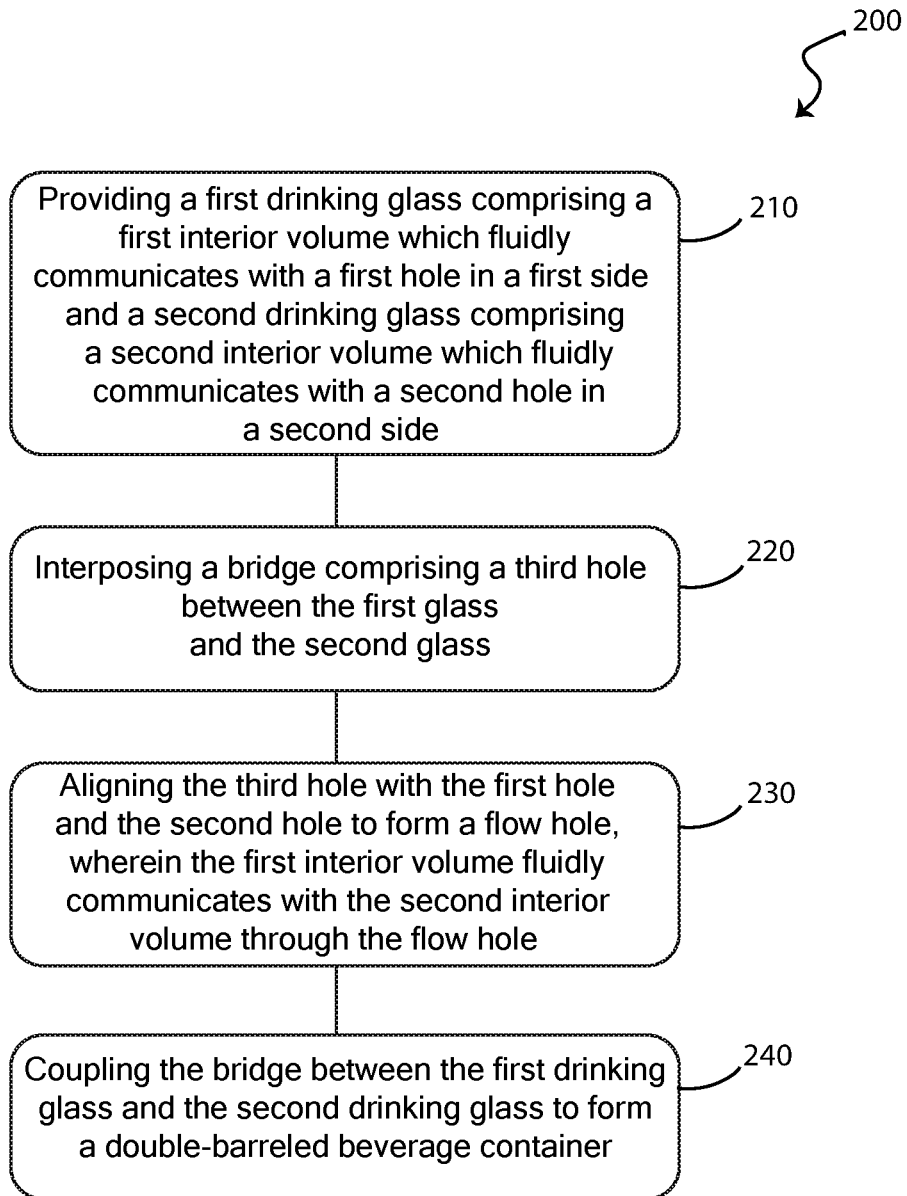 200
Providing a first drinking glass comprising a
first interior volume which fluidly
communicates with a first hole in a first side
and a second drinking glass comprising
a second interior volume which fluidly
communicates with a second hole in
a second side
210
Interposing a bridge comprising a third hole
between the first glass
and the second glass
220
Aligning the third hole with the first hole
and the second hole to form a flow hole,
wherein the first interior volume fluidly
communicates with the second interior
volume through the flow hole
230
Coupling the bridge between the first drinking
glass and the second drinking glass to form
a double-barreled beverage container
240